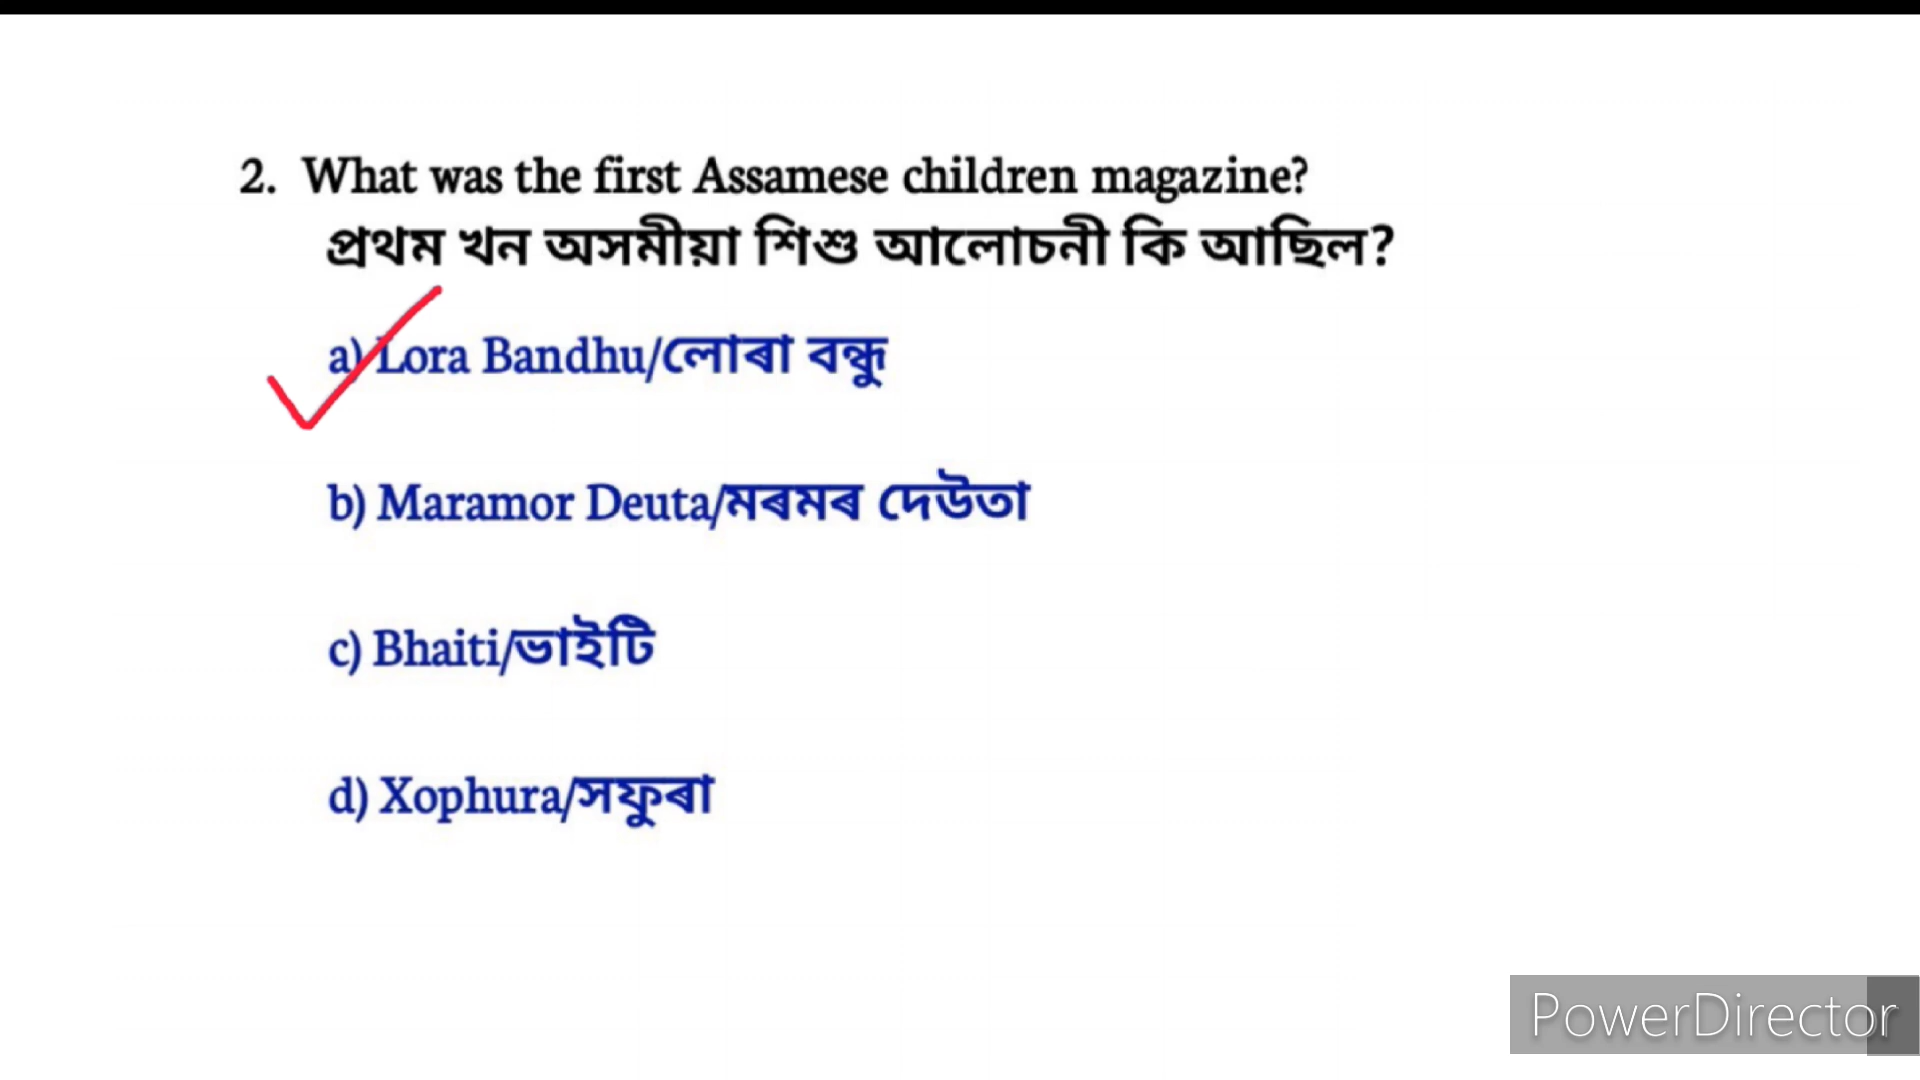 2. What was the first Assamese children magazine?
প্ৰথম খন অসমীয়া শিশু আলোচনী কি আছিল?
a) Lora Bandhu/লোৰা বন্ধু
b) Maramor Deuta/মৰমৰ দেউতা
c) Bhaiti/ভাইটি
d) Xophura/সফুৰা
PowerDirector